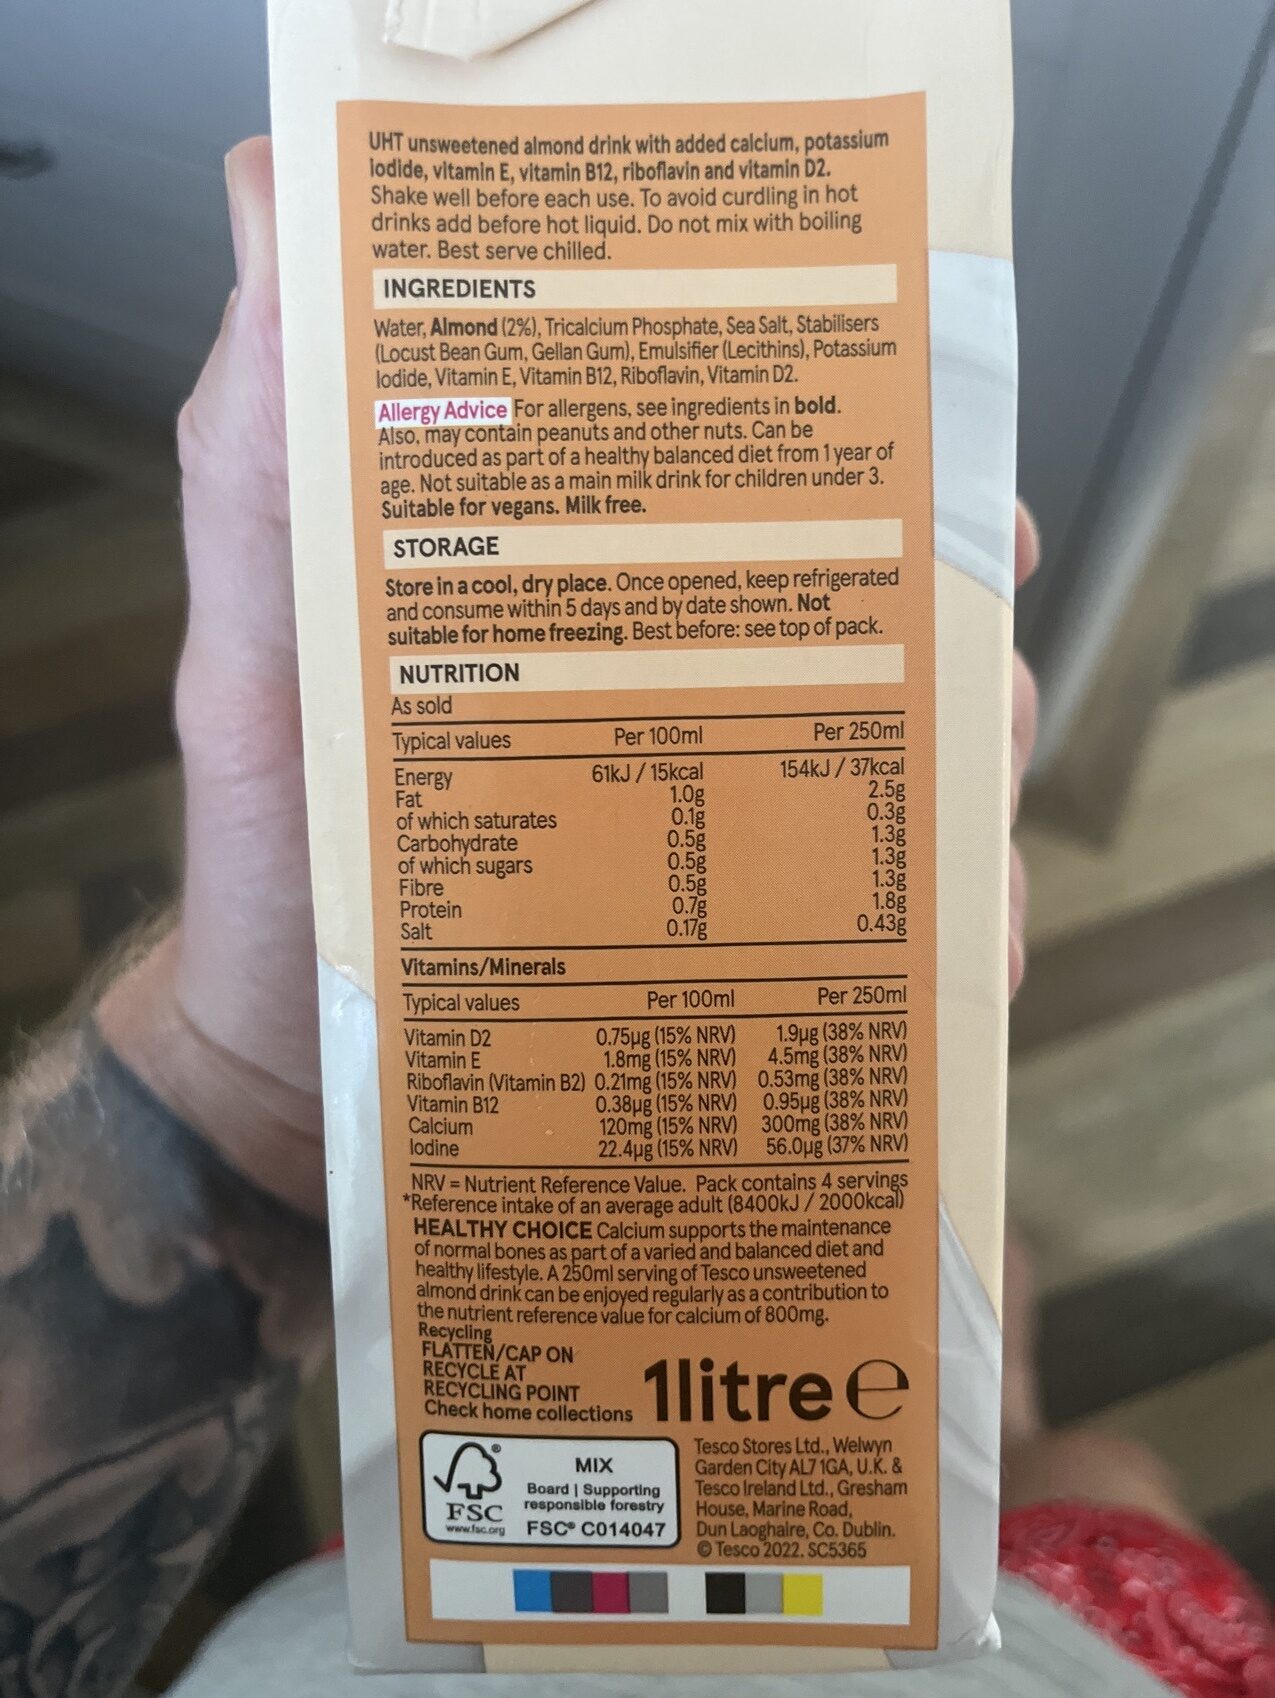 UHT unsweetened almond drink with added calcium, potassium
iodide, vitamin E, vitamin B12, riboflavin and vitamin D2.
Shake well before each use. To avoid curdling in hot
drinks add before hot liquid. Do not mix with boiling
water. Best serve chilled.
INGREDIENTS
Water, Almond (2%), Tricalcium Phosphate, Sea Salt, Stabilisers
(Locust Bean Gum, Gellan Gum), Emulsifier (Lecithins), Potassium
Iodide, Vitamin E, Vitamin B12, Riboflavin, Vitamin D2.
Allergy Advice For allergens, see ingredients in bold.
Also, may contain peanuts and other nuts. Can be
introduced as part of a healthy balanced diet from 1 year of
age. Not suitable as a main milk drink for children under 3.
Suitable for vegans. Milk free.
STORAGE
Store in a cool, dry place. Once opened, keep refrigerated
and consume within 5 days and by date shown. Not
suitable for home freezing. Best before: see top of pack.
NUTRITION
As sold
Typical values Per 100ml Per 250ml
Energy 61kJ / 15kcal 154kJ / 37kcal
Fat 1.0g 2.5g
of which saturates 0.1g 0.3g
Carbohydrate 0.5g 1.3g
of which sugars 0.5g 1.3g
Fibre 0.5g 1.3g
Protein 0.7g 1.8g
Salt 0.17g 0.43g
Vitamins/Minerals
Typical values Per 100ml Per 250ml
Vitamin D2 0.75µg (15% NRV) 1.9µg (38% NRV)
Vitamin E 1.8mg (15% NRV) 4.5mg (38% NRV)
Riboflavin (Vitamin B2) 0.21mg (15% NRV) 0.53mg (38% NRV)
Vitamin B12 0.38µg (15% NRV) 0.95µg (38% NRV)
Calcium 120mg (15% NRV) 300mg (38% NRV)
Iodine 22.4µg (15% NRV) 56.0µg (37% NRV)
NRV = Nutrient Reference Value. Pack contains 4 servings
*Reference intake of an average adult (8400kJ / 2000kcal)
HEALTHY CHOICE Calcium supports the maintenance
of normal bones as part of a varied and balanced diet and
healthy lifestyle. A 250ml serving of Tesco unsweetened
almond drink can be enjoyed regularly as a contribution to
the nutrient reference value for calcium of 800mg.
Recycling
FLATTEN/CAP ON
RECYCLE AT
RECYCLING POINT
Check home collections
1litre e
FSC
www.fsc.org
MIX
Board | Supporting
responsible forestry
FSC® C014047
Tesco Stores Ltd., Welwyn
Garden City AL7 1GA, U.K. &
Tesco Ireland Ltd., Gresham
House, Marine Road,
Dun Laoghaire, Co. Dublin.
© Tesco 2022. SC5365